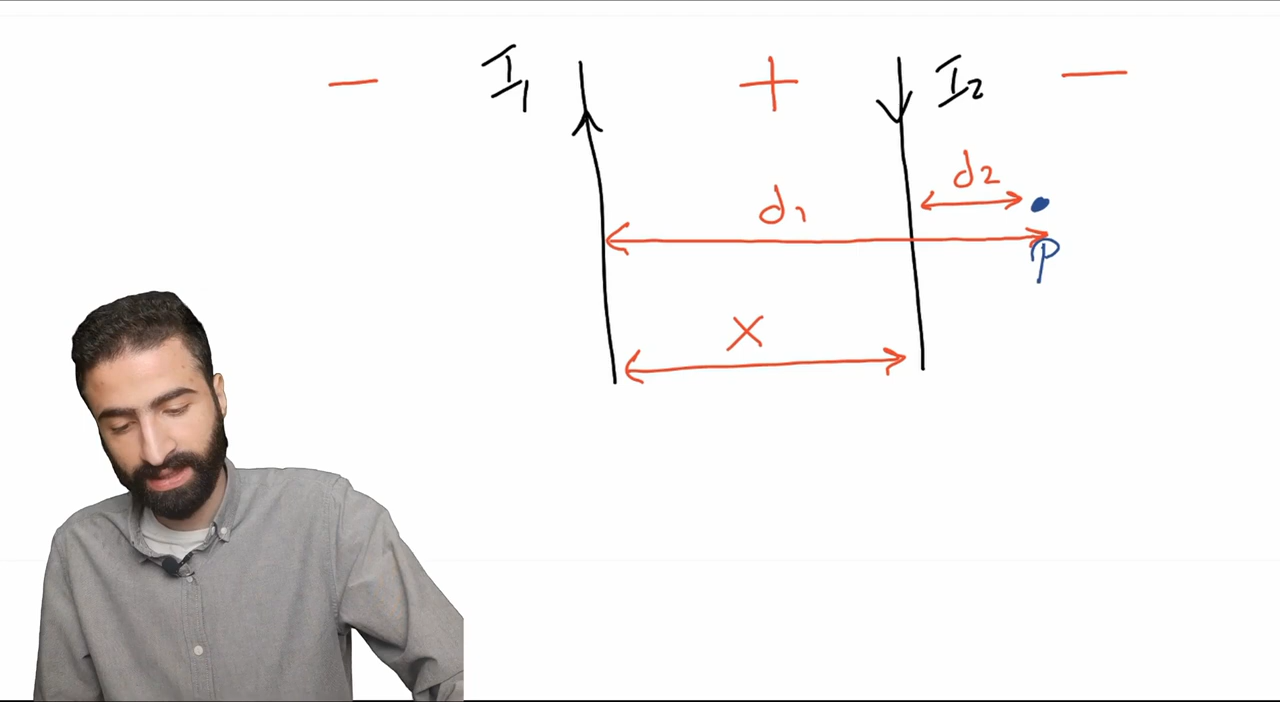 − I₁ + I₂ −
d₂
d₁
P
X